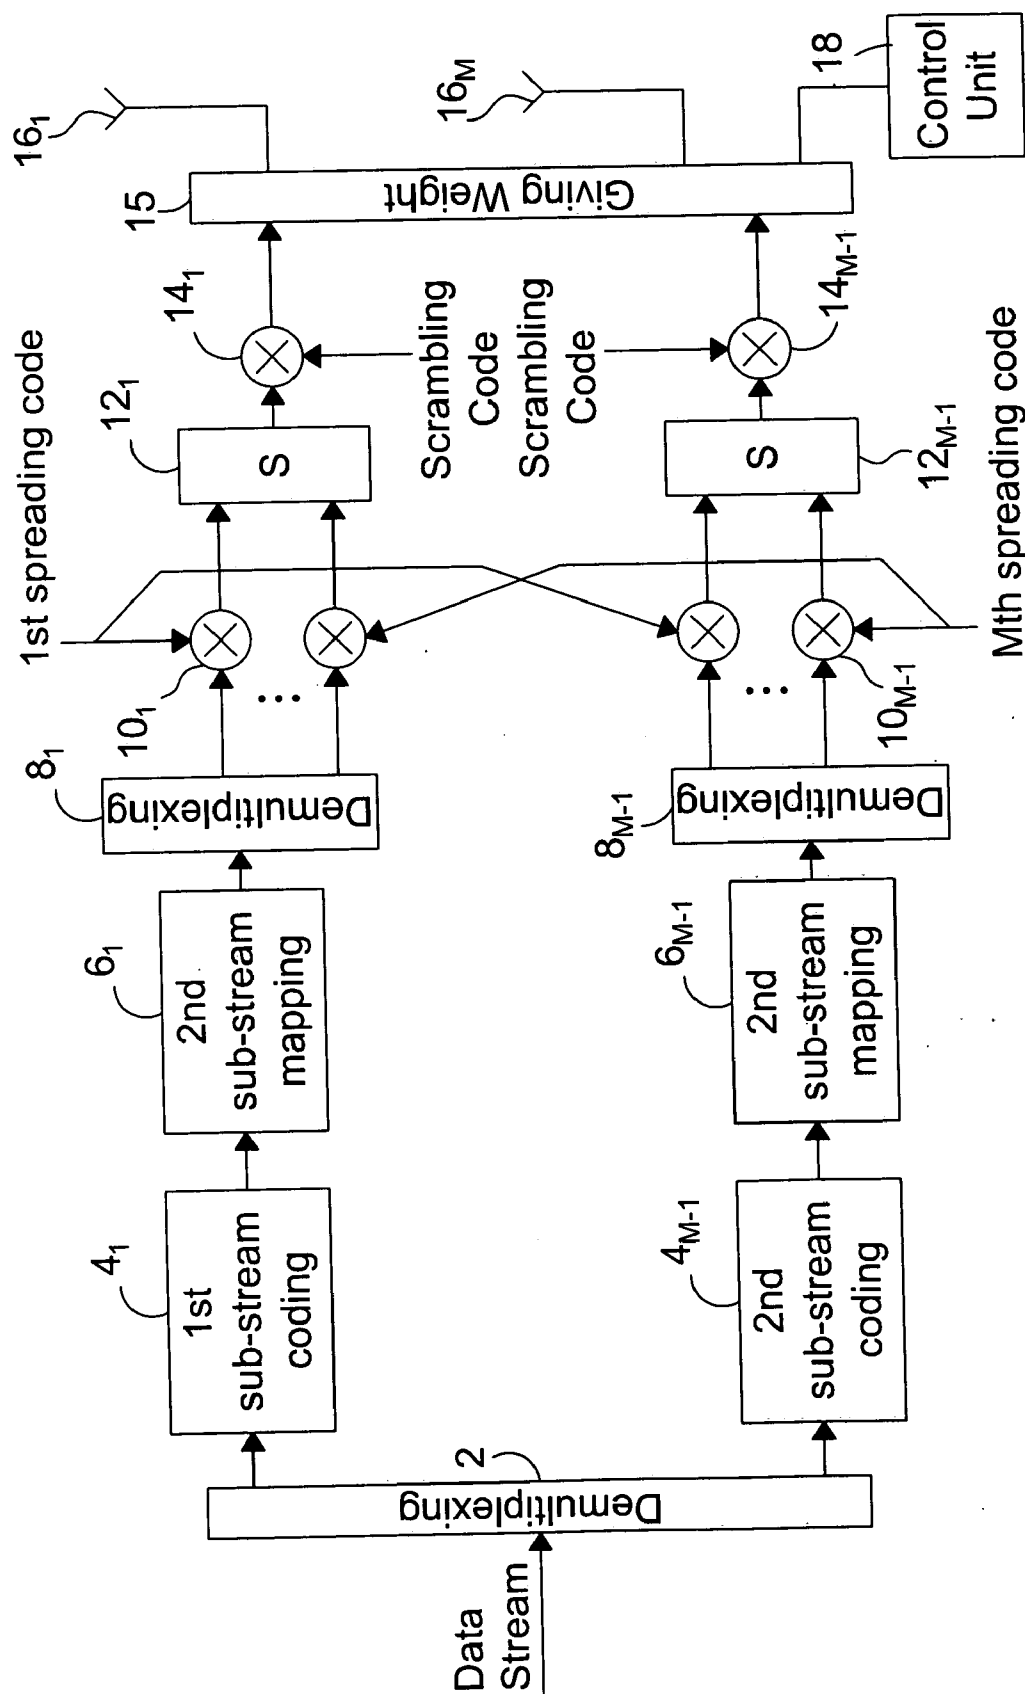 Data
Stream
Demultiplexing
2
4₁
1st
sub-stream
coding
6₁
2nd
sub-stream
mapping
8₁
Demultiplexing
10₁
...
1st spreading code
12₁
S
14₁
Scrambling
Code
15
Giving Weight
16₁
4M-1
2nd
sub-stream
coding
6M-1
2nd
sub-stream
mapping
8M-1
Demultiplexing
10M-1
...
Mth spreading code
12M-1
S
14M-1
Scrambling
Code
16M
18
Control
Unit